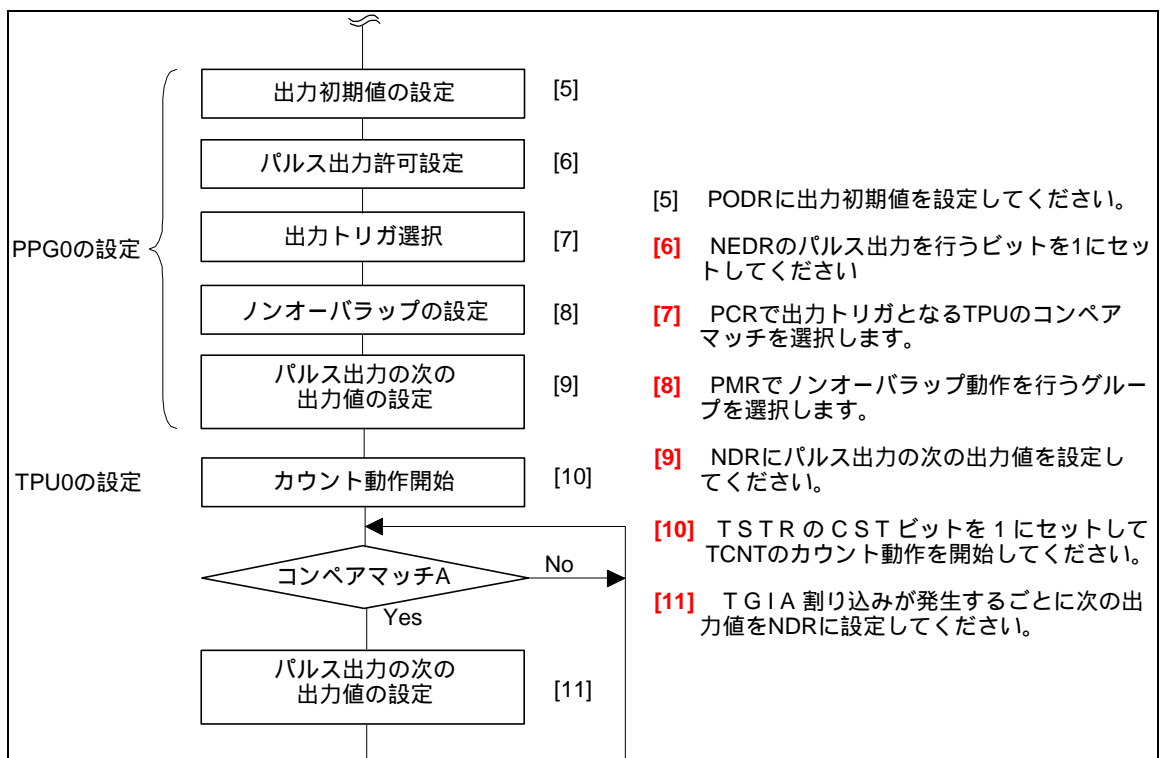 出力初期値の設定 [5]
パルス出力許可設定 [6]
出力トリガ選択 [7]
PPG0の設定
ノンオーバラップの設定 [8]
パルス出力の次の
出力値の設定
[9]
TPU0の設定
カウント動作開始 [10]
コンペアマッチA
No
Yes
パルス出力の次の
出力値の設定
[11]
[5] PODRに出力初期値を設定してください。
[6] NEDRのパルス出力を行うビットを1にセッ
トしてください
[7] PCRで出力トリガとなるTPUのコンペア
マッチを選択します。
[8] PMRでノンオーバラップ動作を行うグルー
プを選択します。
[9] NDRにパルス出力の次の出力値を設定し
てください。
[10] TSTRのCSTビットを1にセットして
TCNTのカウント動作を開始してください。
[11] TGIA割り込みが発生するごとに次の出
力値をNDRに設定してください。